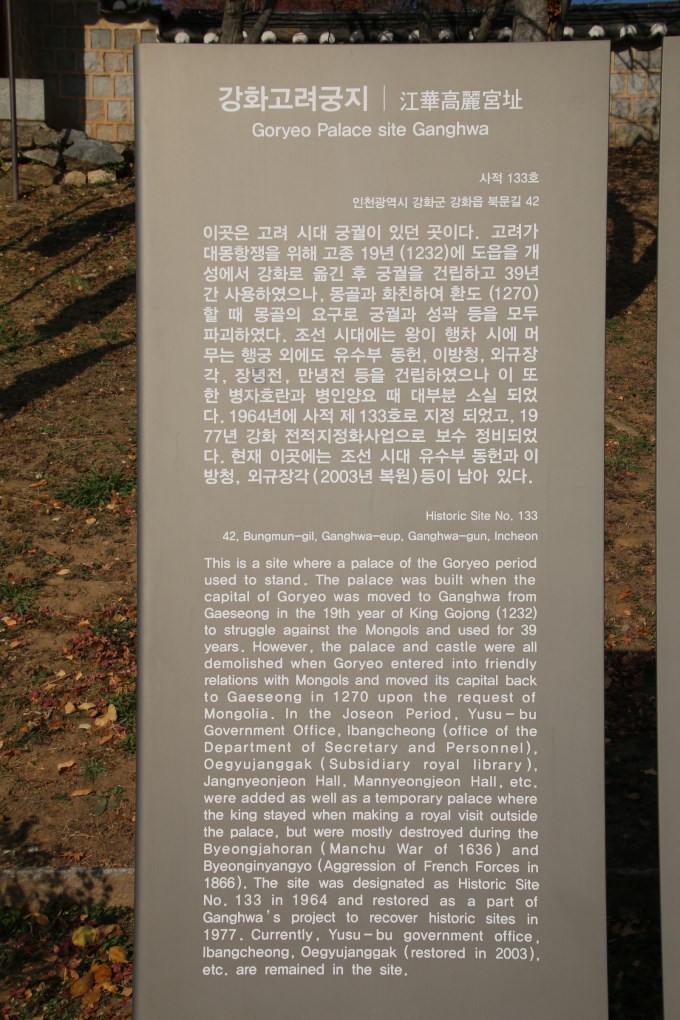 강화고려궁지 | 江華高麗宮址
Goryeo Palace site Ganghwa
사적 133호
인천광역시 강화군 강화읍 북문길 42
이곳은 고려 시대 궁궐이 있던 곳이다. 고려가
대몽항쟁을 위해 고종 19년 (1232)에 도읍을 개
성에서 강화로 옮긴 후 궁궐을 건립하고 39년
간 사용하였으나, 몽골과 화친하여 환도 (1270)
할 때 몽골의 요구로 궁궐과 성곽 등을 모두
파괴하였다. 조선 시대에는 왕이 행차 시에 머
무는 행궁 외에도 유수부 동헌, 이방청, 외규장
각, 장녕전, 만녕전 등을 건립하였으나 이 또
한 병자호란과 병인양요 때 대부분 소실 되었
다. 1964년에 사적 제133호로 지정 되었고, 19
77년 강화 전적지정화사업으로 보수 정비되었
다. 현재 이곳에는 조선 시대 유수부 동헌과 이
방청, 외규장각 (2003년 복원) 등이 남아 있다.
Historic Site No. 133
42, Bungmun-gil, Ganghwa-eup, Ganghwa-gun, Incheon
This is a site where a palace of the Goryeo period
used to stand. The palace was built when the
capital of Goryeo was moved to Ganghwa from
Gaeseong in the 19th year of King Gojong (1232)
to struggle against the Mongols and used for 39
years. However, the palace and castle were all
demolished when Goryeo entered into friendly
relations with Mongols and moved its capital back
to Gaeseong in 1270 upon the request of
Mongolia. In the Joseon Period, Yusu-bu
Government Office, Ibangcheong (office of the
Department of Secretary and Personnel),
Oegyujanggak (Subsidiary royal library),
Jangnyeonjeon Hall, Mannyeongjeon Hall, etc.
were added as well as a temporary palace where
the king stayed when making a royal visit outside
the palace, but were mostly destroyed during the
Byeongjahoran (Manchu War of 1636) and
Byeonginyangyo (Aggression of French Forces in
1866). The site was designated as Historic Site
No. 133 in 1964 and restored as a part of
Ganghwa's project to recover historic sites in
1977. Currently, Yusu-bu government office,
Ibangcheong, Oegyujanggak (restored in 2003),
etc. are remained in the site.